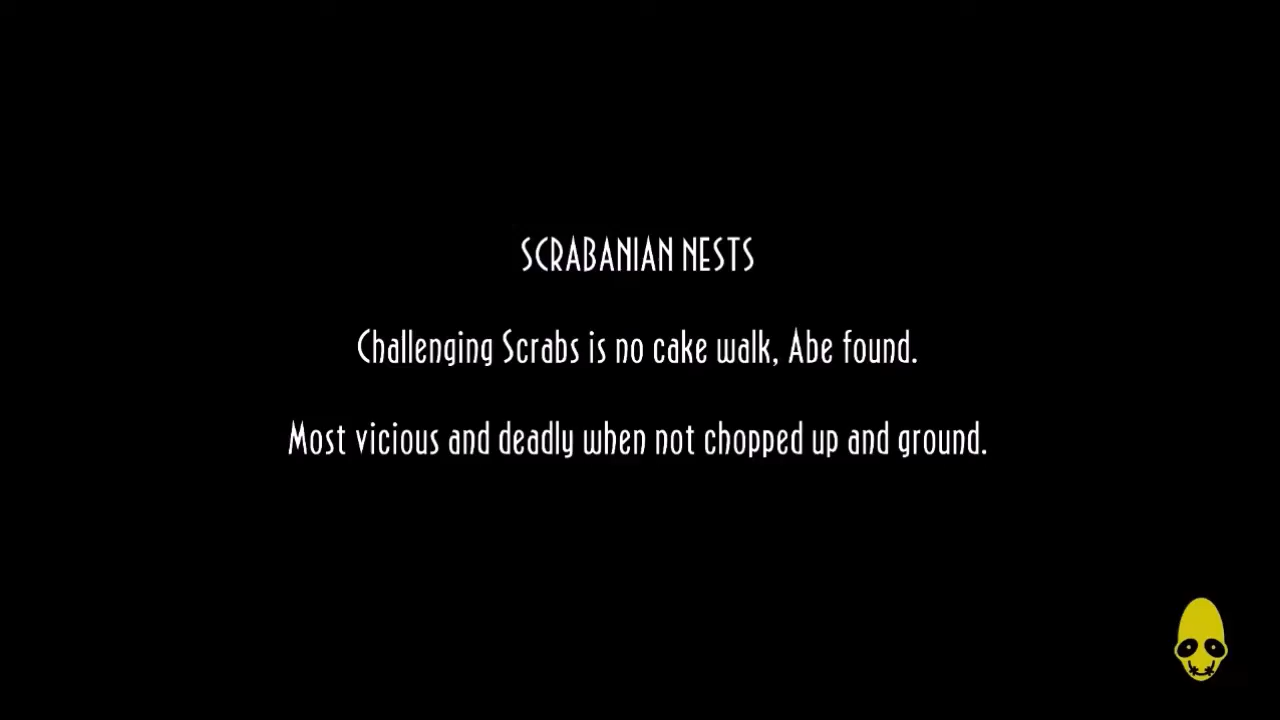 SCRABANIAN NESTS
Challenging Scrabs is no cake walk, Abe found.
Most vicious and deadly when not chopped up and ground.